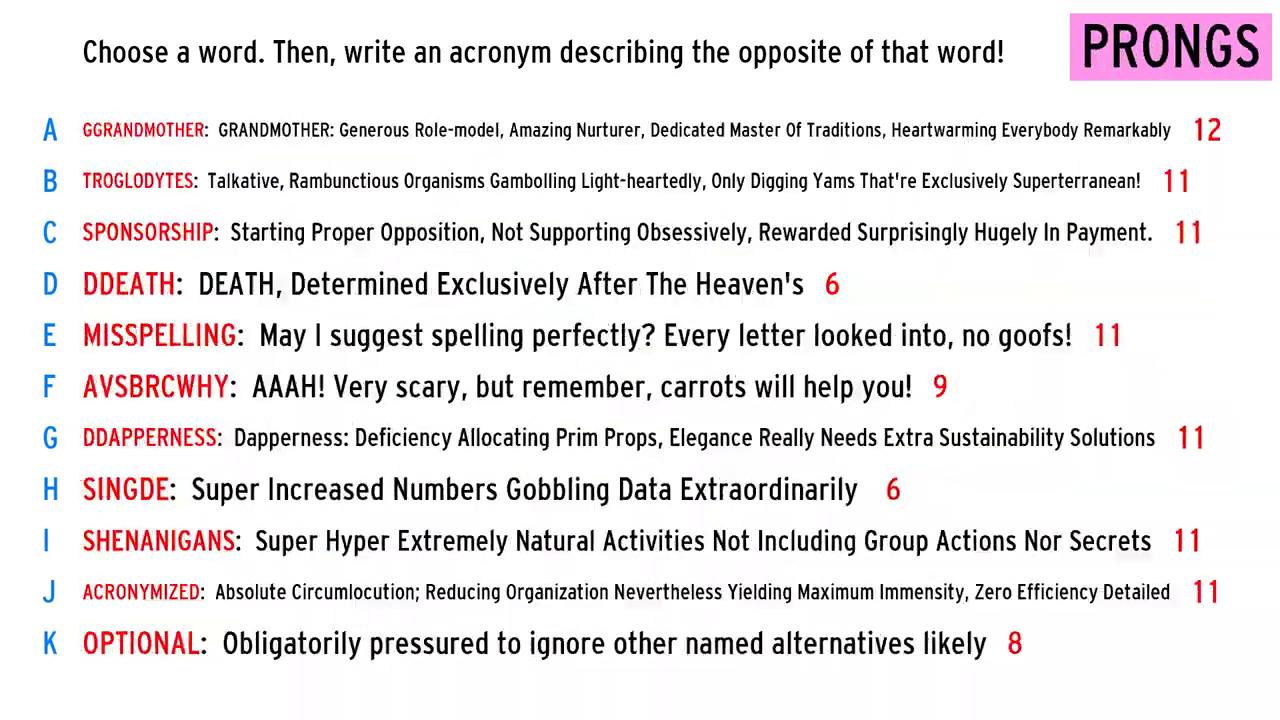 Choose a word. Then, write an acronym describing the opposite of that word!
PRONGS
A GGRANDMOTHER: GRANDMOTHER: Generous Role-model, Amazing Nurturer, Dedicated Master Of Traditions, Heartwarming Everybody Remarkably 12
B TROGLODYTES: Talkative, Rambunctious Organisms Gambolling Light-heartedly, Only Digging Yams That're Exclusively Superterranean! 11
C SPONSORSHIP: Starting Proper Opposition, Not Supporting Obsessively, Rewarded Surprisingly Hugely In Payment. 11
D DDEATH: DEATH, Determined Exclusively After The Heaven's 6
E MISSPELLING: May I suggest spelling perfectly? Every letter looked into, no goofs! 11
F AVSBRCWHY: AAAH! Very scary, but remember, carrots will help you! 9
G DDAPPERNESS: Dapperness: Deficiency Allocating Prim Props, Elegance Really Needs Extra Sustainability Solutions 11
H SINGDE: Super Increased Numbers Gobbling Data Extraordinarily 6
I SHENANIGANS: Super Hyper Extremely Natural Activities Not Including Group Actions Nor Secrets 11
J ACRONYMIZED: Absolute Circumlocution; Reducing Organization Nevertheless Yielding Maximum Immensity, Zero Efficiency Detailed 11
K OPTIONAL: Obligatorily pressured to ignore other named alternatives likely 8